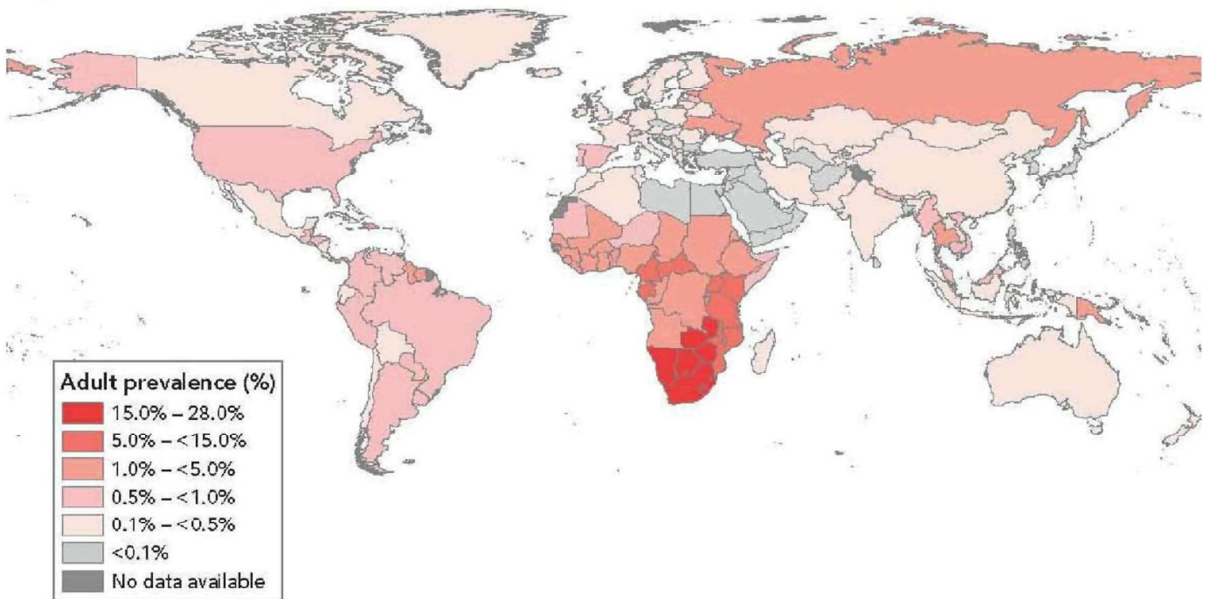 Adult prevalence (%)
15.0% – 28.0%
5.0% – <15.0%
1.0% – <5.0%
0.5% – <1.0%
0.1% – <0.5%
<0.1%
No data available